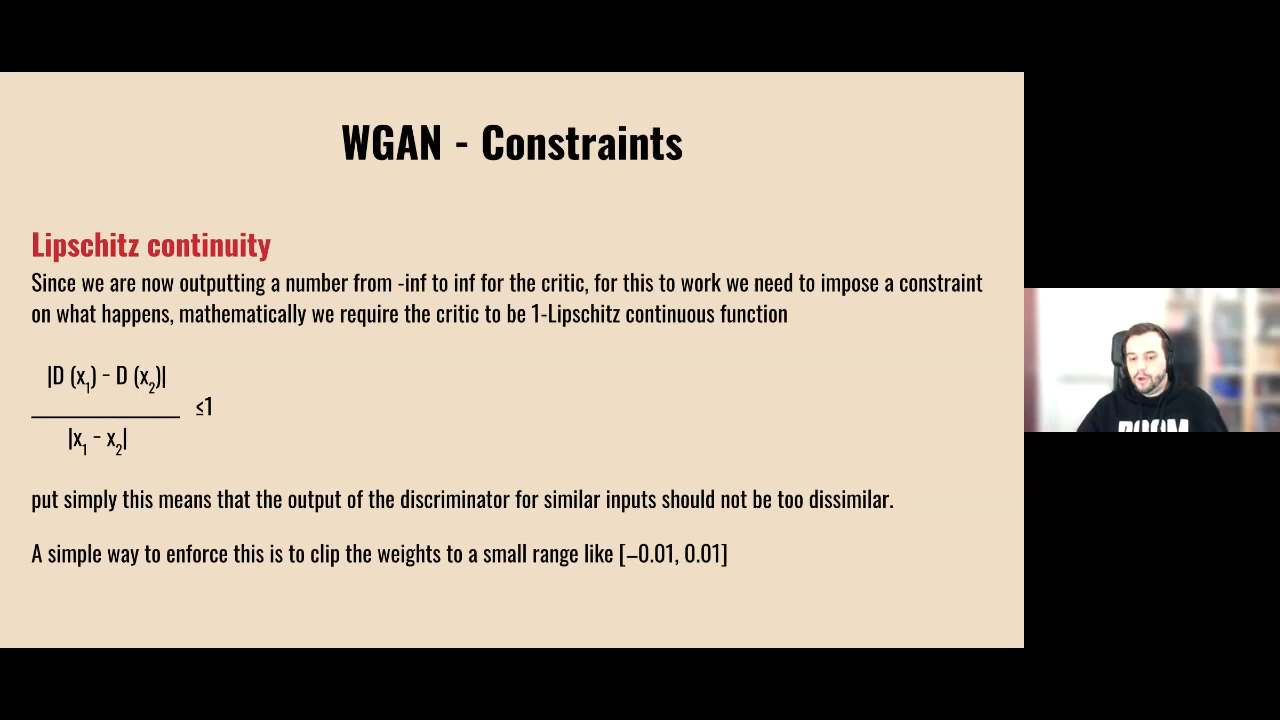 WGAN - Constraints
Lipschitz continuity
Since we are now outputting a number from -inf to inf for the critic, for this to work we need to impose a constraint
on what happens, mathematically we require the critic to be 1-Lipschitz continuous function
|D (x₁) − D (x₂)|
≤1
|x₁ − x₂|
put simply this means that the output of the discriminator for similar inputs should not be too dissimilar.
A simple way to enforce this is to clip the weights to a small range like [−0.01, 0.01]